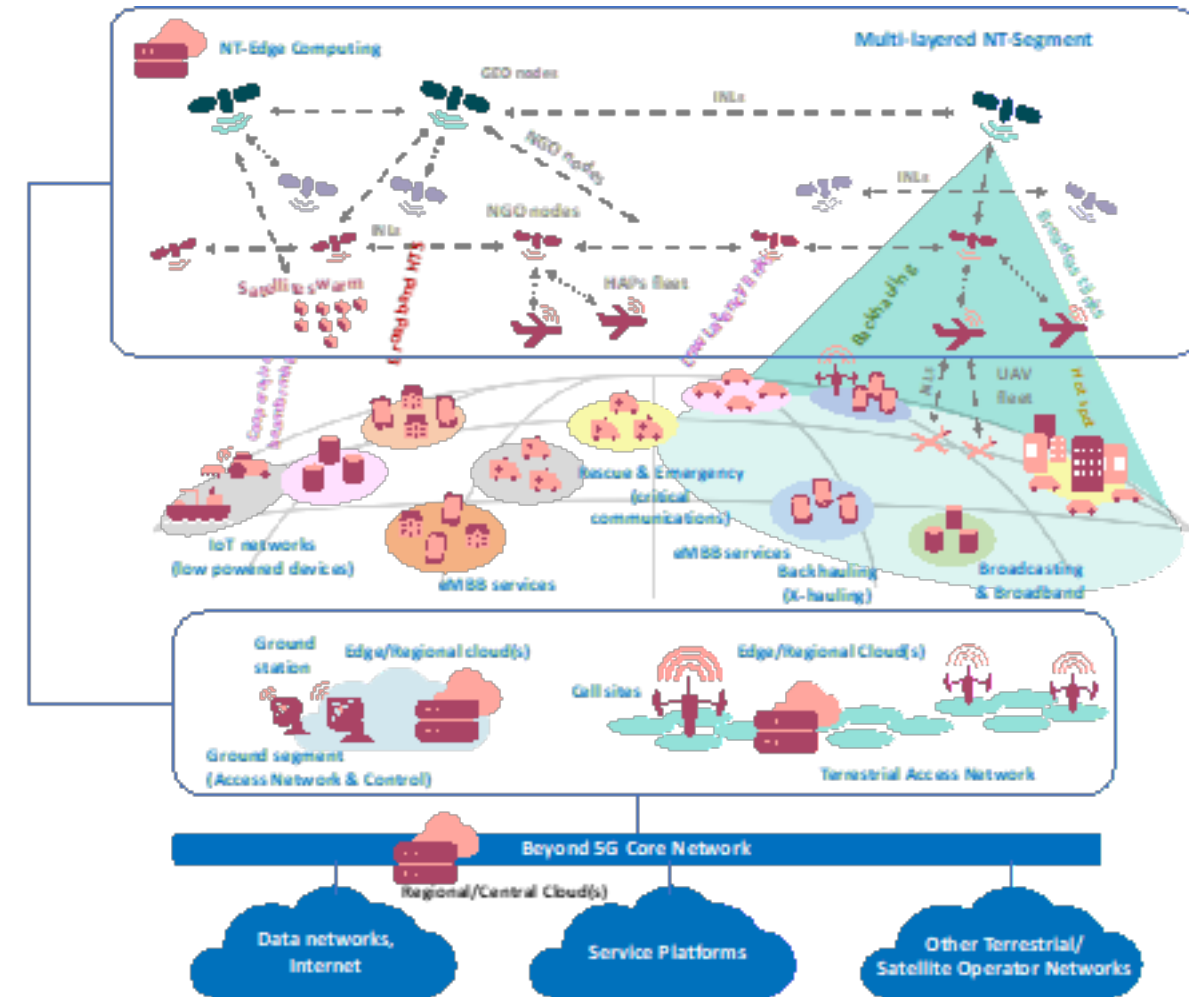 NT-Edge Computing
Multi-layered NT-Segment
GEO nodes
INLs
NGO nodes
INLs
NGO nodes
INLs
Broadband HTS
Satellite swarm
HAPs fleet
Backhauling
UAV
fleet
Hot spot
Rescue & Emergency
(critical
communications)
IoT networks
(low powered devices)
eMBB services
eMBB services
Backhauling
(X-hauling)
Broadcasting
& Broadband
Ground
station
Edge/Regional cloud(s)
Edge/Regional Cloud(s)
Cell sites
Ground segment
(Access Network & Control)
Terrestrial Access Network
Beyond 5G Core Network
Regional/Central Cloud(s)
Data networks,
Internet
Service Platforms
Other Terrestrial/
Satellite Operator Networks